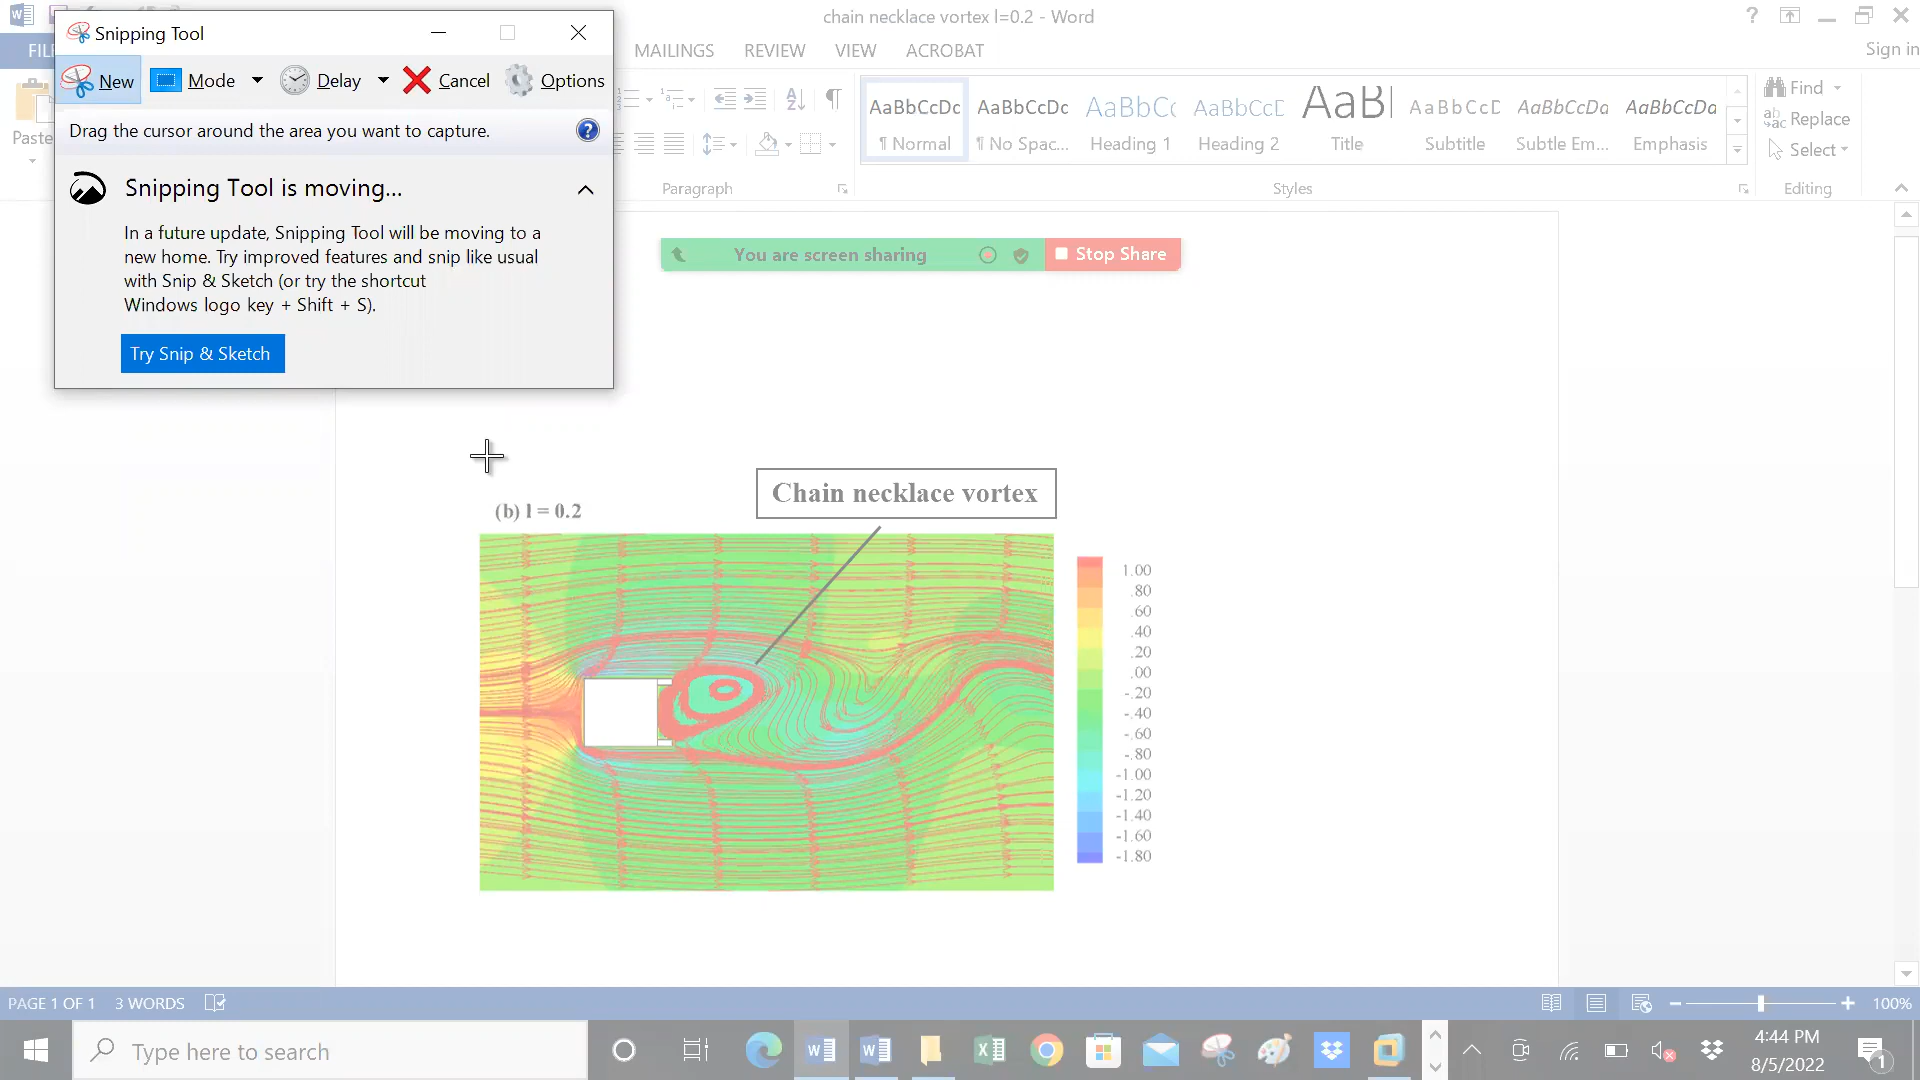 chain necklace vortex l=0.2 - Word
Sign in
MAILINGS REVIEW VIEW ACROBAT
Snipping Tool
New Mode Delay Cancel Options
Drag the cursor around the area you want to capture.
Snipping Tool is moving...
In a future update, Snipping Tool will be moving to a
new home. Try improved features and snip like usual
with Snip & Sketch (or try the shortcut
Windows logo key + Shift + S).
Try Snip & Sketch
Paste
Paragraph
AaBbCcDc AaBbCcDc AaBbCc AaBbCcD AaBl AaBbCcD AaBbCcDa AaBbCcDa
¶ Normal ¶ No Spac... Heading 1 Heading 2 Title Subtitle Subtle Em... Emphasis
Styles
Find
Replace
Select
Editing
You are screen sharing Stop Share
Chain necklace vortex
(b) l = 0.2
1.00
.80
.60
.40
.20
.00
-.20
-.40
-.60
-.80
-1.00
-1.20
-1.40
-1.60
-1.80
PAGE 1 OF 1 3 WORDS 100%
Type here to search
4:44 PM
8/5/2022
1